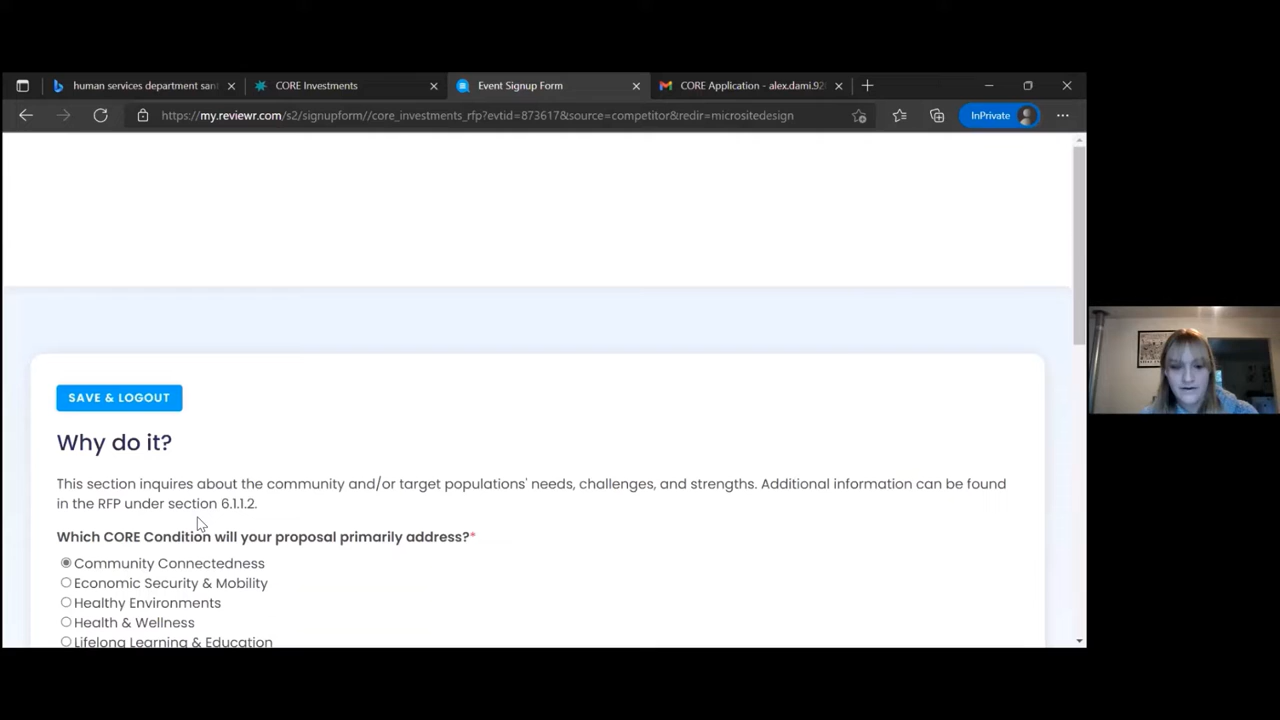 human services department sant
CORE Investments
Event Signup Form
CORE Application - alex.dami.92
https://my.reviewr.com/s2/signupform//core_investments_rfp?evtid=873617&source=competitor&redir=micrositedesign
InPrivate
SAVE & LOGOUT
Why do it?
This section inquires about the community and/or target populations' needs, challenges, and strengths. Additional information can be found
in the RFP under section 6.1.1.2.
Which CORE Condition will your proposal primarily address?*
Community Connectedness
Economic Security & Mobility
Healthy Environments
Health & Wellness
Lifelong Learning & Education